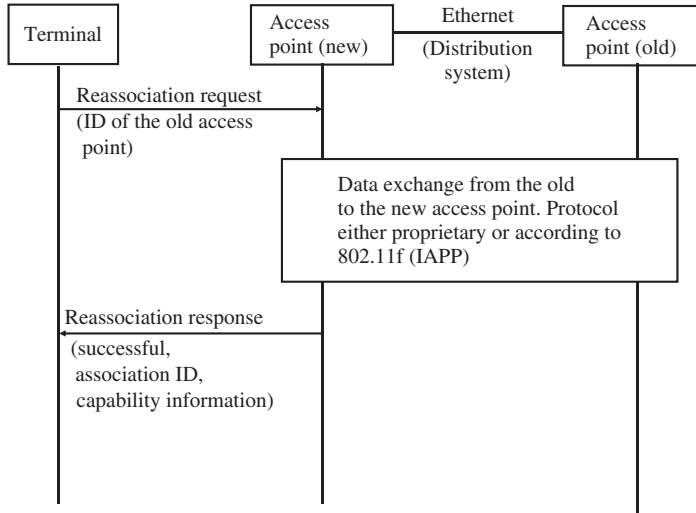 Terminal
Access
point (new)
Ethernet
(Distribution
system)
Access
point (old)
Reassociation request
(ID of the old access
point)
Data exchange from the old
to the new access point. Protocol
either proprietary or according to
802.11f (IAPP)
Reassociation response
(successful,
association ID,
capability information)